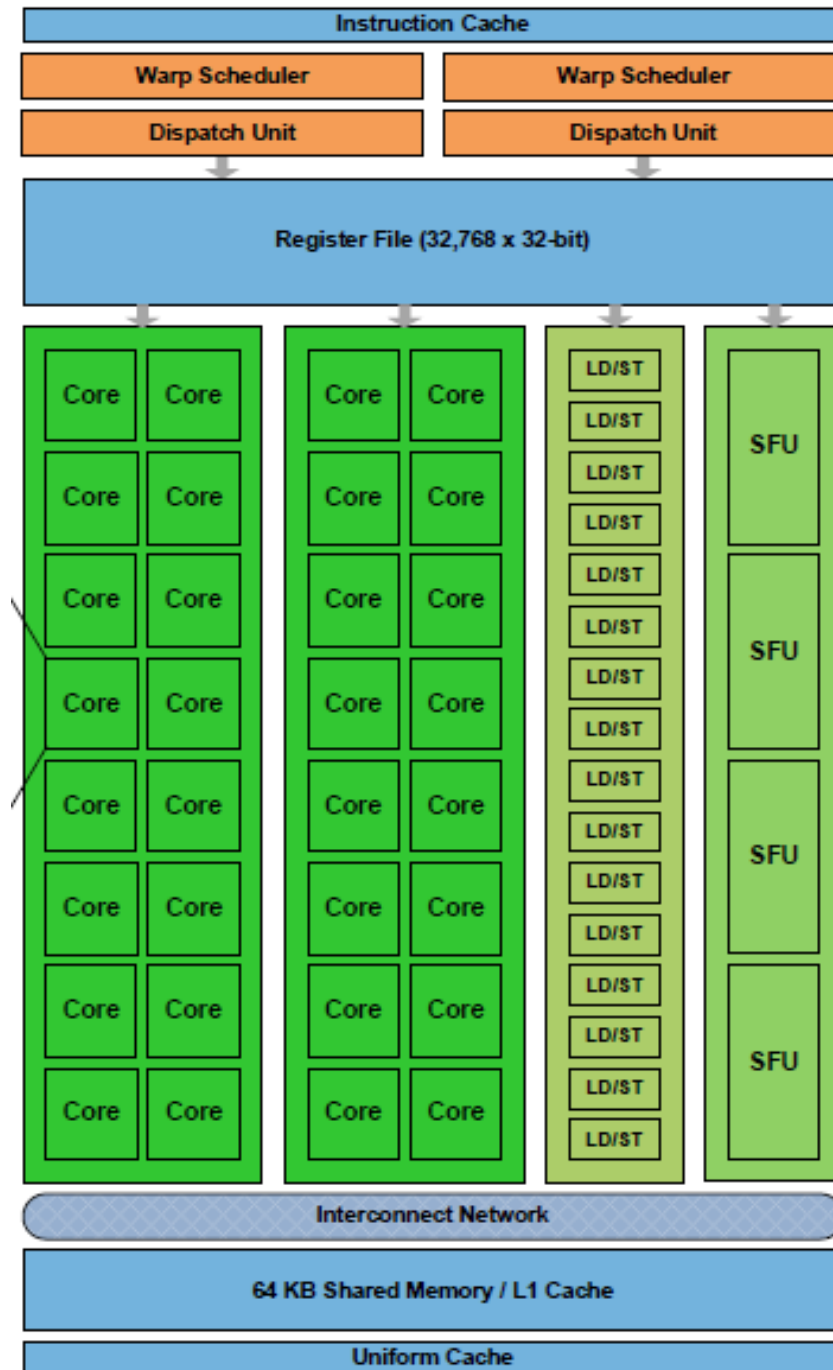 Instruction Cache
Warp Scheduler Warp Scheduler
Dispatch Unit Dispatch Unit
Register File (32,768 x 32-bit)
Core Core Core Core LD/ST SFU
LD/ST
Core Core Core Core LD/ST
LD/ST
Core Core Core Core LD/ST SFU
LD/ST
Core Core Core Core LD/ST
LD/ST
Core Core Core Core LD/ST SFU
LD/ST
Core Core Core Core LD/ST
LD/ST
Core Core Core Core LD/ST SFU
LD/ST
Core Core Core Core LD/ST
LD/ST
Interconnect Network
64 KB Shared Memory / L1 Cache
Uniform Cache